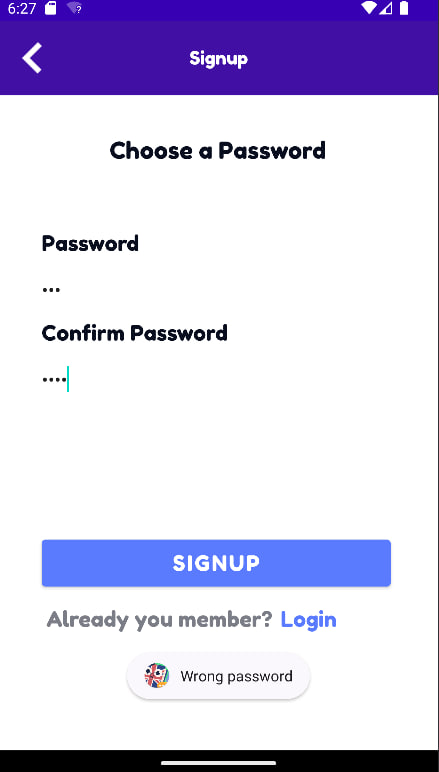 6:27
Signup
Choose a Password
Password
•••
Confirm Password
••••
SIGNUP
Already you member? Login
Wrong password